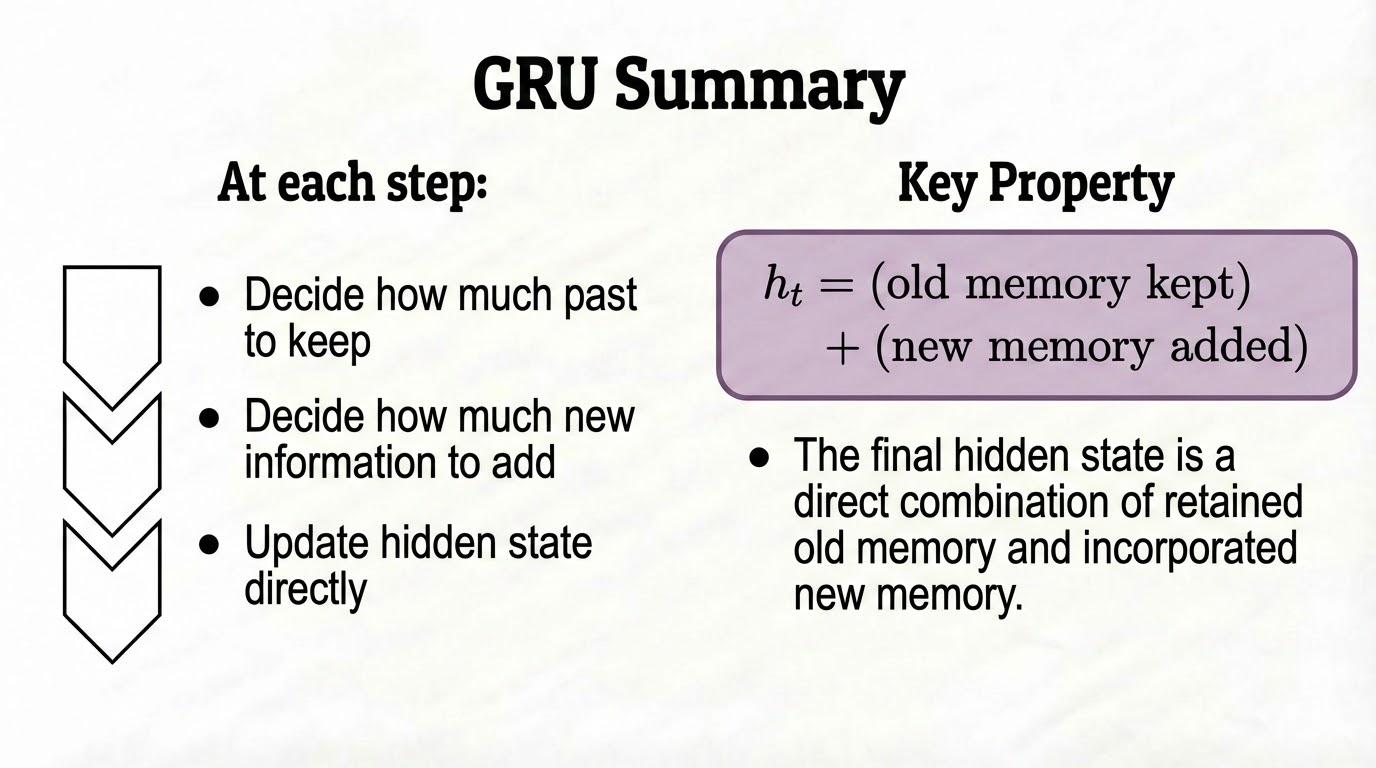 GRU Summary
At each step:
● Decide how much past
to keep
● Decide how much new
information to add
● Update hidden state
directly
Key Property
hₜ = (old memory kept)
+ (new memory added)
● The final hidden state is a
direct combination of retained
old memory and incorporated
new memory.